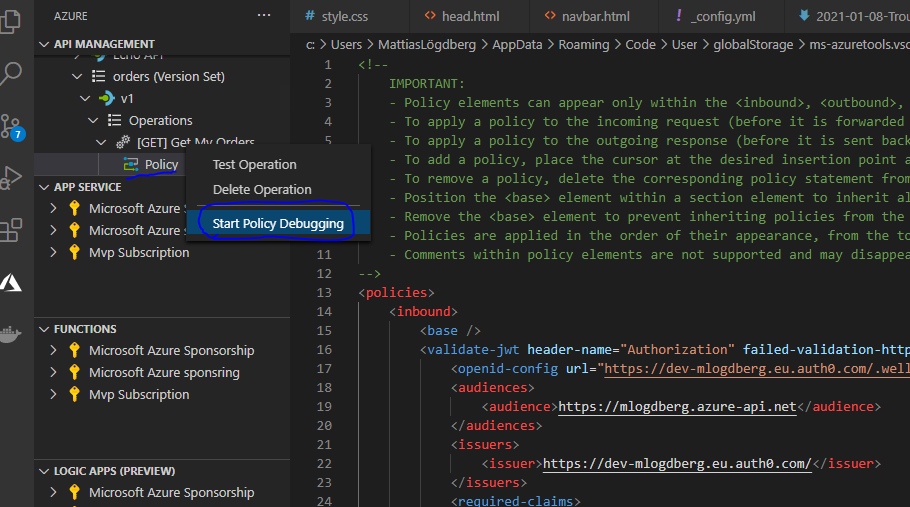 AZURE
···
API MANAGEMENT
Echo API
orders (Version Set)
v1
Operations
[GET] Get My Orders
Policy
Test Operation
Delete Operation
Start Policy Debugging
APP SERVICE
Microsoft Azure
Microsoft Azure
Mvp Subscription
FUNCTIONS
Microsoft Azure Sponsorship
Microsoft Azure sponsring
Mvp Subscription
LOGIC APPS (PREVIEW)
Microsoft Azure Sponsorship
7
# style.css
<> head.html
<> navbar.html
! _config.yml
2021-01-08-Trou
c: > Users > MattiasLögdberg > AppData > Roaming > Code > User > globalStorage > ms-azuretools.vsc
1 <!--
2 IMPORTANT:
3 - Policy elements can appear only within the <inbound>, <outbound>,
4 - To apply a policy to the incoming request (before it is forwarded
5 - To apply a policy to the outgoing response (before it is sent back
- To add a policy, place the cursor at the desired insertion point a
- To remove a policy, delete the corresponding policy statement from
- Position the <base> element within a section element to inherit al
- Remove the <base> element to prevent inheriting policies from the
- Policies are applied in the order of their appearance, from the to
11 - Comments within policy elements are not supported and may disappea
12 -->
13 <policies>
14 <inbound>
15 <base />
16 <validate-jwt header-name="Authorization" failed-validation-http
17 <openid-config url="https://dev-mlogdberg.eu.auth0.com/.well
18 <audiences>
19 <audience>https://mlogdberg.azure-api.net</audience>
20 </audiences>
21 <issuers>
22 <issuer>https://dev-mlogdberg.eu.auth0.com/</issuer>
23 </issuers>
24 <required-claims>